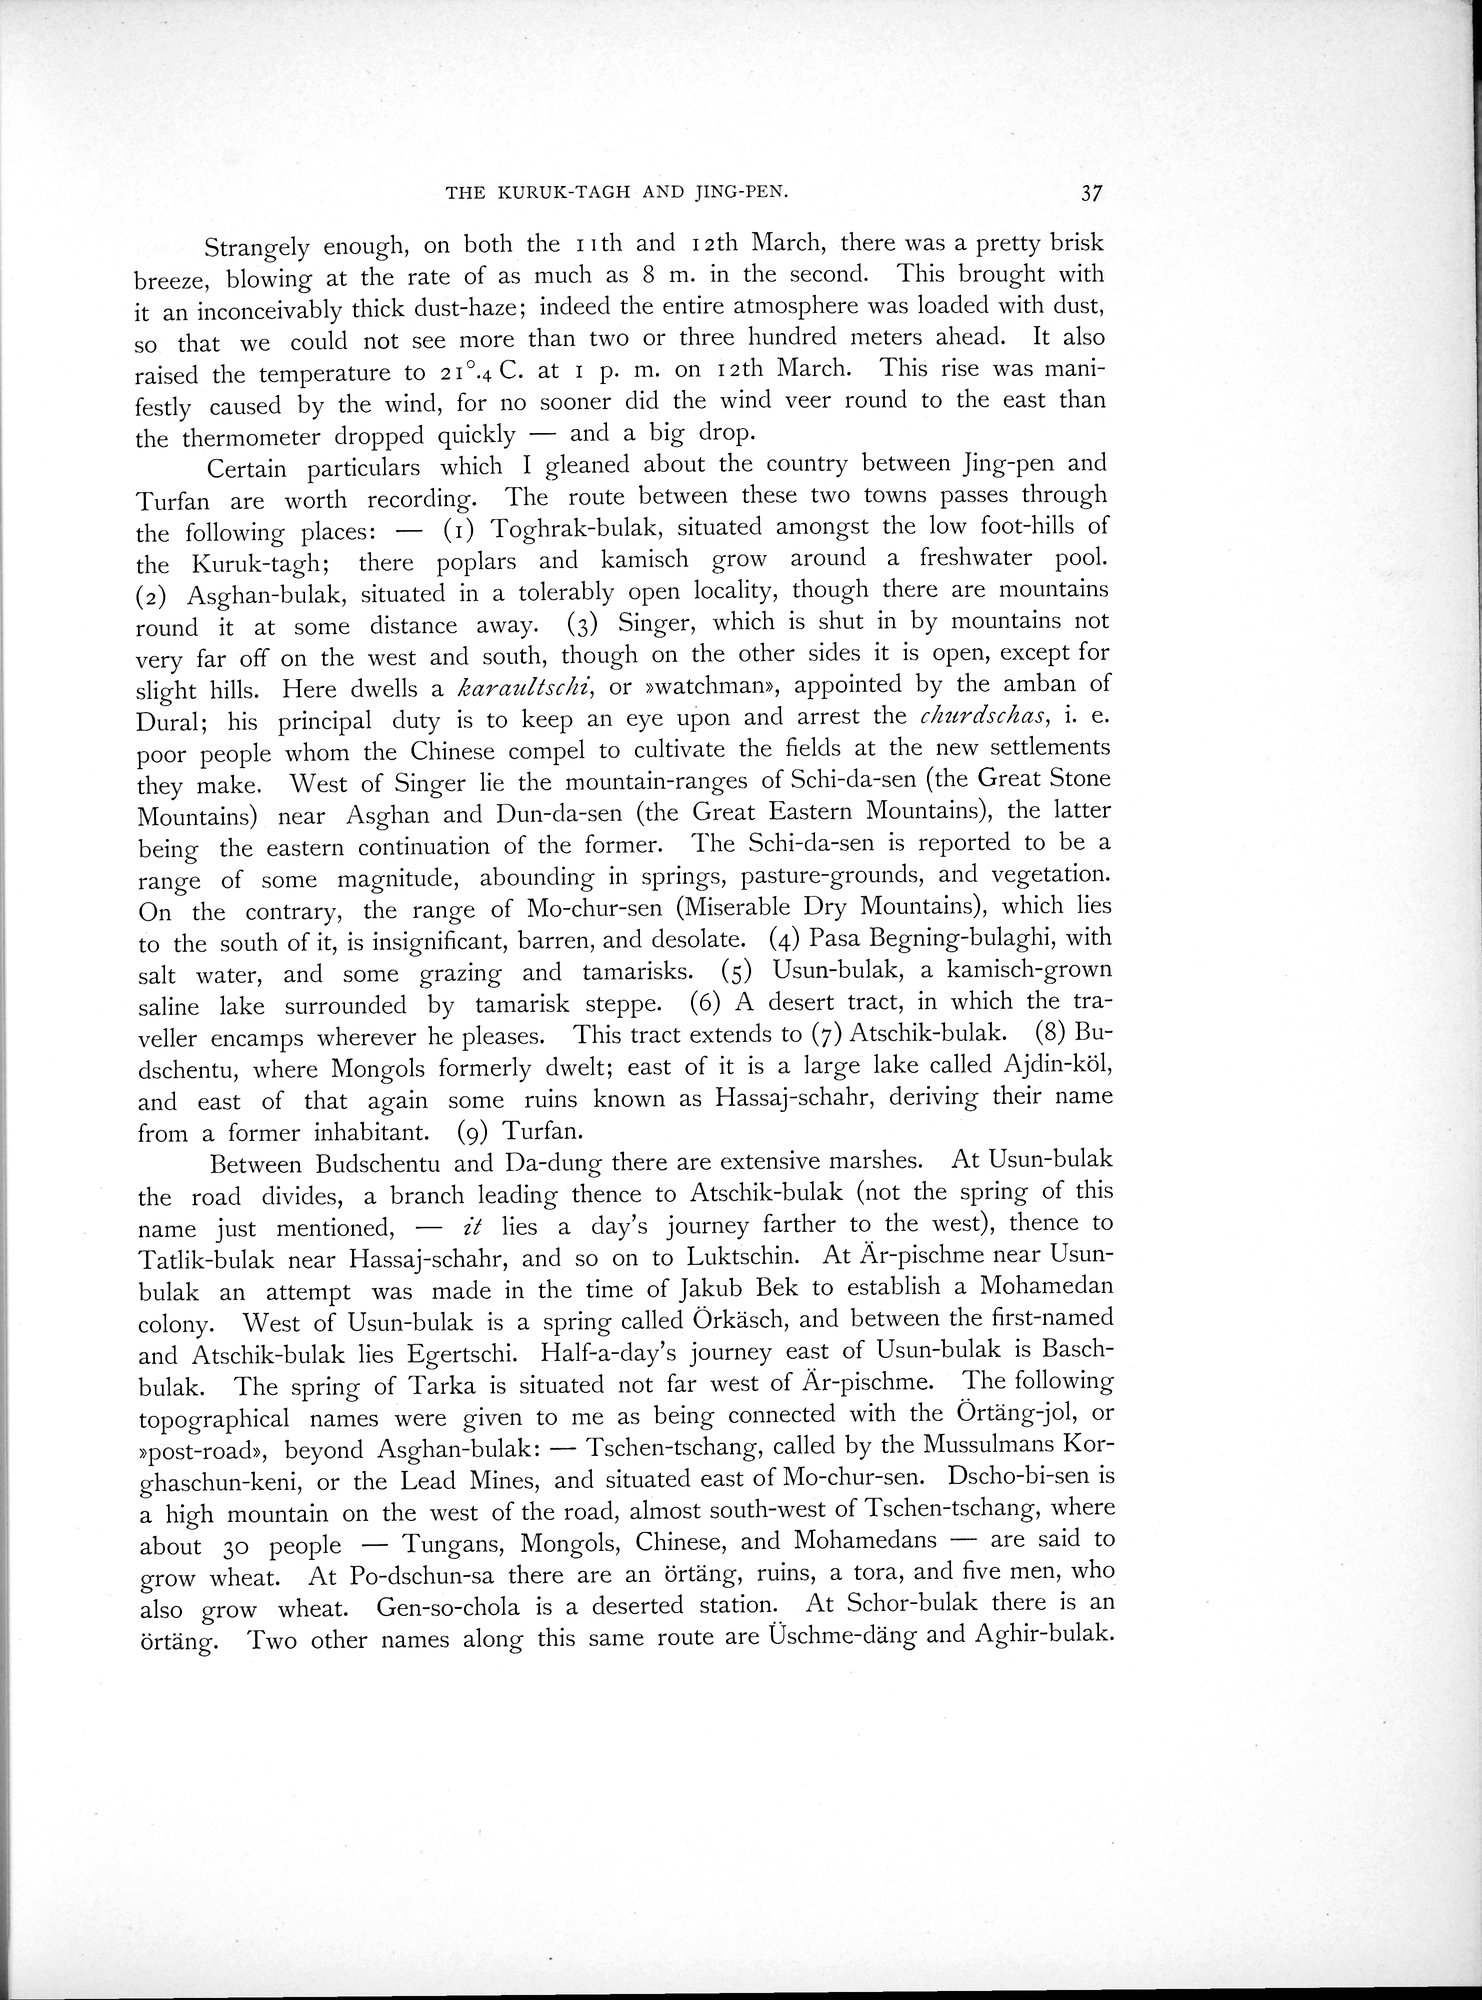 THE KURUK-TAGH AND JING-PEN. 37
Strangely enough, on both the 11th and 12th March, there was a pretty brisk
breeze, blowing at the rate of as much as 8 m. in the second. This brought with
it an inconceivably thick dust-haze; indeed the entire atmosphere was loaded with dust,
so that we could not see more than two or three hundred meters ahead. It also
raised the temperature to 21°.4 C. at 1 p. m. on 12th March. This rise was mani-
festly caused by the wind, for no sooner did the wind veer round to the east than
the thermometer dropped quickly — and a big drop.
Certain particulars which I gleaned about the country between Jing-pen and
Turfan are worth recording. The route between these two towns passes through
the following places: — (1) Toghrak-bulak, situated amongst the low foot-hills of
the Kuruk-tagh; there poplars and kamisch grow around a freshwater pool.
(2) Asghan-bulak, situated in a tolerably open locality, though there are mountains
round it at some distance away. (3) Singer, which is shut in by mountains not
very far off on the west and south, though on the other sides it is open, except for
slight hills. Here dwells a karaultschi, or »watchman», appointed by the amban of
Dural; his principal duty is to keep an eye upon and arrest the churdschas, i. e.
poor people whom the Chinese compel to cultivate the fields at the new settlements
they make. West of Singer lie the mountain-ranges of Schi-da-sen (the Great Stone
Mountains) near Asghan and Dun-da-sen (the Great Eastern Mountains), the latter
being the eastern continuation of the former. The Schi-da-sen is reported to be a
range of some magnitude, abounding in springs, pasture-grounds, and vegetation.
On the contrary, the range of Mo-chur-sen (Miserable Dry Mountains), which lies
to the south of it, is insignificant, barren, and desolate. (4) Pasa Begning-bulaghi, with
salt water, and some grazing and tamarisks. (5) Usun-bulak, a kamisch-grown
saline lake surrounded by tamarisk steppe. (6) A desert tract, in which the tra-
veller encamps wherever he pleases. This tract extends to (7) Atschik-bulak. (8) Bu-
dschentu, where Mongols formerly dwelt; east of it is a large lake called Ajdin-köl,
and east of that again some ruins known as Hassaj-schahr, deriving their name
from a former inhabitant. (9) Turfan.
Between Budschentu and Da-dung there are extensive marshes. At Usun-bulak
the road divides, a branch leading thence to Atschik-bulak (not the spring of this
name just mentioned, — it lies a day's journey farther to the west), thence to
Tatlik-bulak near Hassaj-schahr, and so on to Luktschin. At Är-pischme near Usun-
bulak an attempt was made in the time of Jakub Bek to establish a Mohamedan
colony. West of Usun-bulak is a spring called Örkäsch, and between the first-named
and Atschik-bulak lies Egertschi. Half-a-day's journey east of Usun-bulak is Basch-
bulak. The spring of Tarka is situated not far west of Är-pischme. The following
topographical names were given to me as being connected with the Örtäng-jol, or
»post-road», beyond Asghan-bulak: — Tschen-tschang, called by the Mussulmans Kor-
ghaschun-keni, or the Lead Mines, and situated east of Mo-chur-sen. Dscho-bi-sen is
a high mountain on the west of the road, almost south-west of Tschen-tschang, where
about 30 people — Tungans, Mongols, Chinese, and Mohamedans — are said to
grow wheat. At Po-dschun-sa there are an örtäng, ruins, a tora, and five men, who
also grow wheat. Gen-so-chola is a deserted station. At Schor-bulak there is an
örtäng. Two other names along this same route are Üschme-däng and Aghir-bulak.